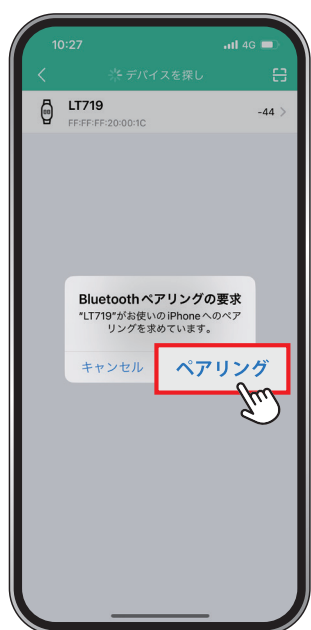 10:27 4G
デバイスを探し
LT719 -44
FF:FF:FF:20:00:1C
Bluetoothペアリングの要求
"LT719"がお使いのiPhoneへのペア
リングを求めています。
キャンセル ペアリング